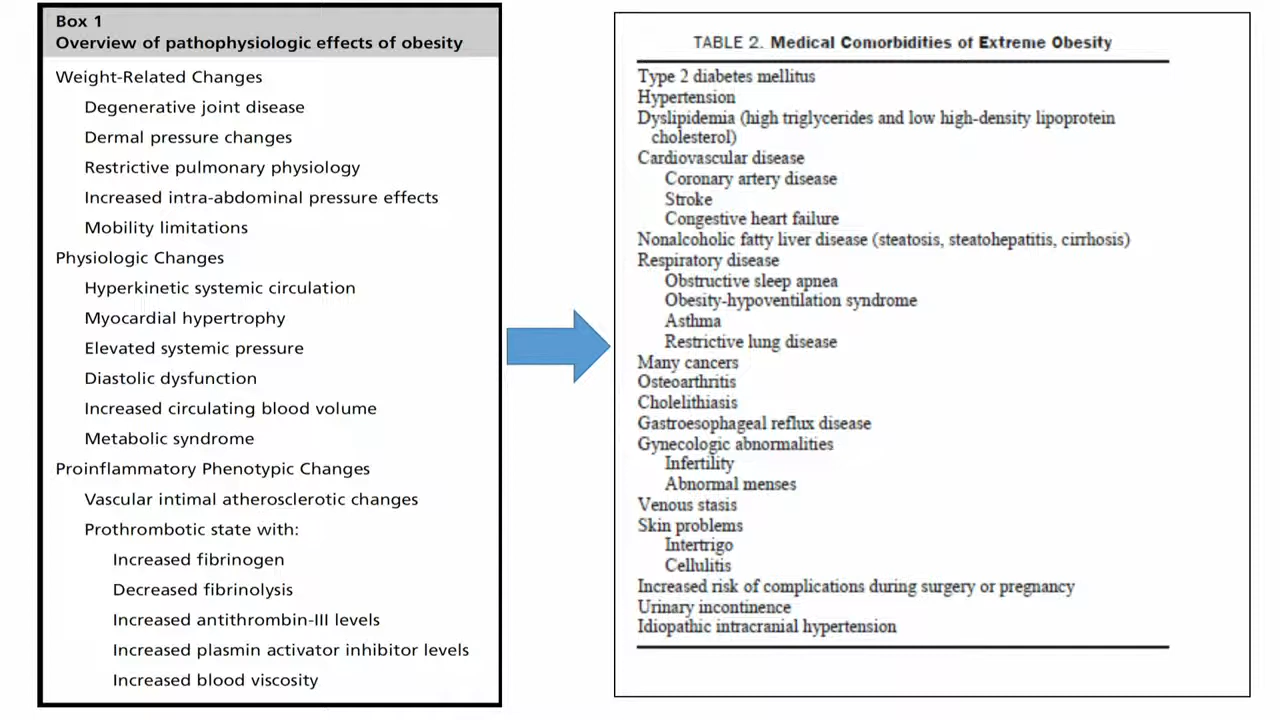 Box 1
Overview of pathophysiologic effects of obesity
Weight-Related Changes
Degenerative joint disease
Dermal pressure changes
Restrictive pulmonary physiology
Increased intra-abdominal pressure effects
Mobility limitations
Physiologic Changes
Hyperkinetic systemic circulation
Myocardial hypertrophy
Elevated systemic pressure
Diastolic dysfunction
Increased circulating blood volume
Metabolic syndrome
Proinflammatory Phenotypic Changes
Vascular intimal atherosclerotic changes
Prothrombotic state with:
Increased fibrinogen
Decreased fibrinolysis
Increased antithrombin-III levels
Increased plasmin activator inhibitor levels
Increased blood viscosity
TABLE 2. Medical Comorbidities of Extreme Obesity
Type 2 diabetes mellitus
Hypertension
Dyslipidemia (high triglycerides and low high-density lipoprotein
cholesterol)
Cardiovascular disease
Coronary artery disease
Stroke
Congestive heart failure
Nonalcoholic fatty liver disease (steatosis, steatohepatitis, cirrhosis)
Respiratory disease
Obstructive sleep apnea
Obesity-hypoventilation syndrome
Asthma
Restrictive lung disease
Many cancers
Osteoarthritis
Cholelithiasis
Gastroesophageal reflux disease
Gynecologic abnormalities
Infertility
Abnormal menses
Venous stasis
Skin problems
Intertrigo
Cellulitis
Increased risk of complications during surgery or pregnancy
Urinary incontinence
Idiopathic intracranial hypertension